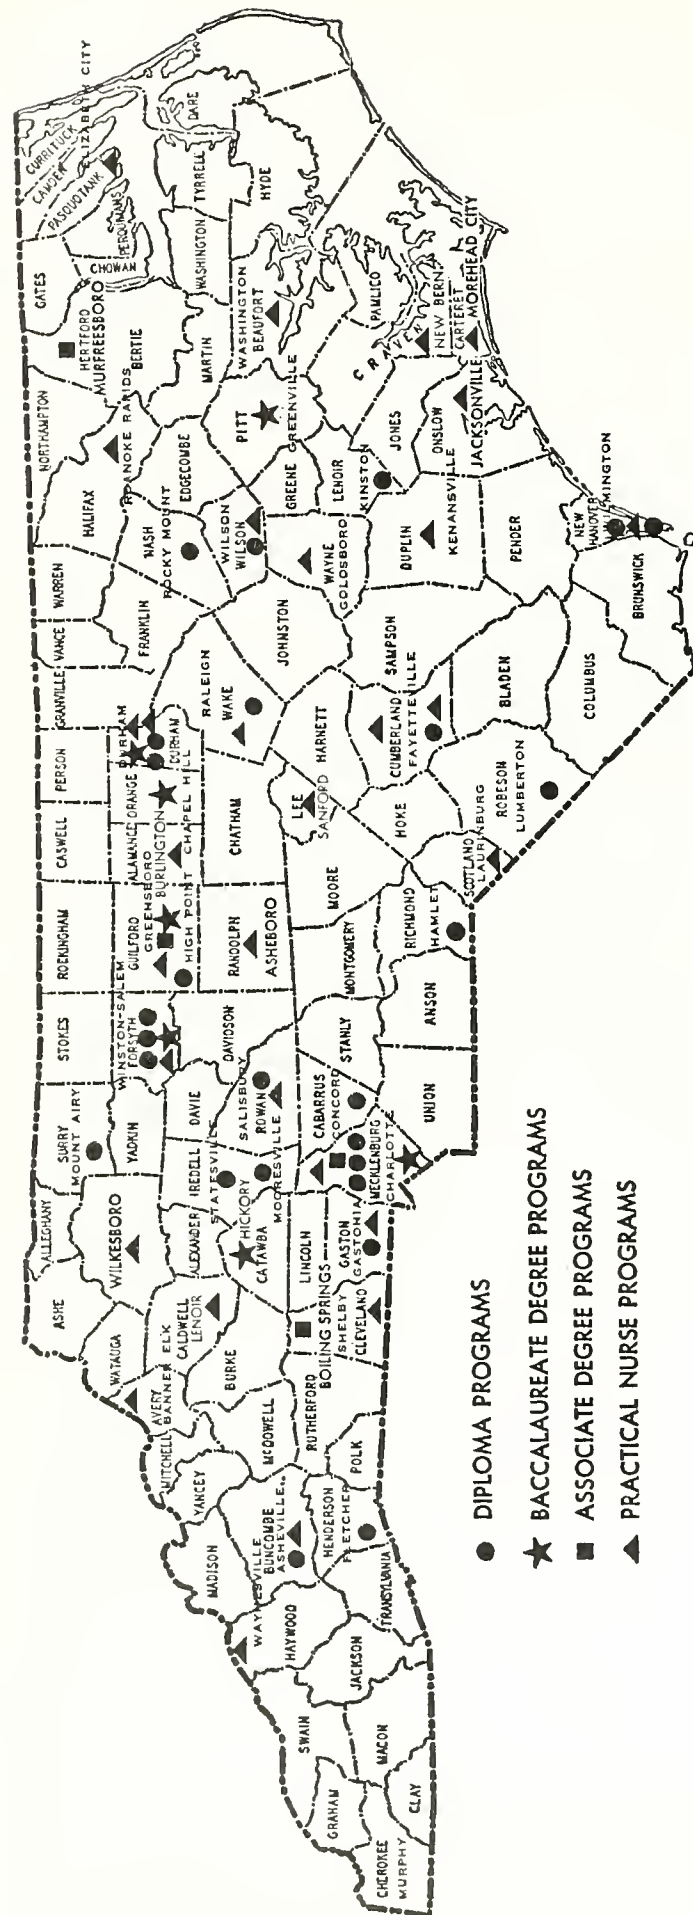 ASHE
ALLEGHANY
SURRY
MOUNT AIRY
STOKES
ROCKINGHAM
CASWELL
PERSON
GRANVILLE
VANCE
WARREN
NORTHAMPTON
GATES
CURRITUCK
CAMDEN
PASQUOTANK
ELIZABETH CITY
PERQUIMANS
CHOWAN
HERTFORD
MURFREESBORO
BERTIE
HALIFAX
ROANOKE RAPIDS
WATAUGA
WILKESBORO
YADKIN
WINSTON-SALEM
FORSYTH
GUILFORD
GREENSBORO
HIGH POINT
ALAMANCE
BURLINGTON
ORANGE
CHAPEL HILL
DURHAM
DURHAM
FRANKLIN
NASH
ROCKY MOUNT
EDGECOMBE
MARTIN
WASHINGTON
TYRRELL
DARE
MITCHELL
AVERY
BANNER ELK
CALDWELL
LENOIR
ALEXANDER
IREDELL
STATESVILLE
DAVIE
DAVIDSON
RANDOLPH
ASHEBORO
CHATHAM
RALEIGH
WAKE
WILSON
WILSON
PITT
GREENVILLE
WASHINGTON
BEAUFORT
HYDE
MADISON
YANCEY
MCDOWELL
BURKE
HICKORY
CATAWBA
MOORESVILLE
SALISBURY
ROWAN
JOHNSTON
GREENE
WAYNE
GOLDSBORO
LENOIR
KINSTON
CRAVEN
PAMLICO
NEW BERN
SWAIN
WAYNESVILLE
HAYWOOD
BUNCOMBE
ASHEVILLE
RUTHERFORD
BOILING SPRINGS
SHELBY
CLEVELAND
LINCOLN
GASTON
GASTONIA
CABARRUS
CONCORD
MECKLENBURG
CHARLOTTE
STANLY
MONTGOMERY
MOORE
LEE
SANFORD
HARNETT
CUMBERLAND
FAYETTEVILLE
SAMPSON
DUPLIN
KENANSVILLE
JONES
ONSLOW
JACKSONVILLE
CARTERET
MOREHEAD CITY
GRAHAM
CHEROKEE
MURPHY
CLAY
MACON
JACKSON
TRANSYLVANIA
HENDERSON
FLETCHER
POLK
UNION
ANSON
RICHMOND
HAMLET
SCOTLAND
LAURINBURG
HOKE
ROBESON
LUMBERTON
BLADEN
COLUMBUS
BRUNSWICK
PENDER
NEW
HANOVER
WILMINGTON
DIPLOMA PROGRAMS
BACCALAUREATE DEGREE PROGRAMS
ASSOCIATE DEGREE PROGRAMS
PRACTICAL NURSE PROGRAMS